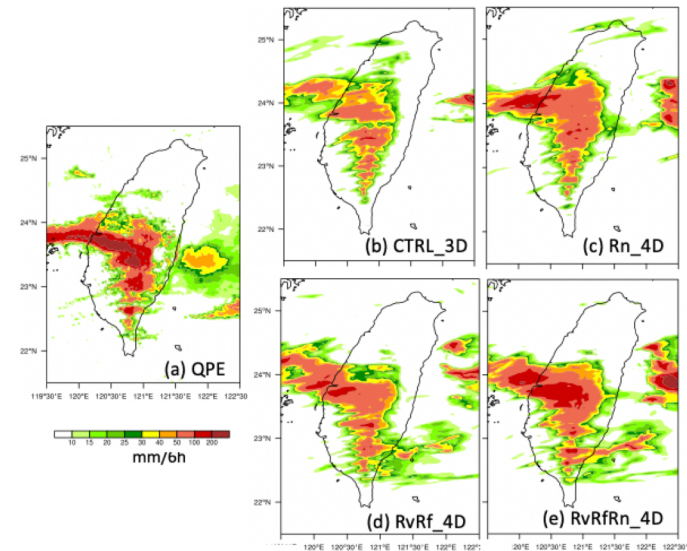 25°N
24°N
23°N
22°N
(b) CTRL_3D
(c) Rn_4D
25°N
24°N
23°N
22°N
(a) QPE
119°30'E 120°E 120°30'E 121°E 121°30'E 122°E 122°30
10 15 20 25 30 40 50 100 200
mm/6h
25°N
24°N
23°N
22°N
(d) RvRf_4D
(e) RvRfRn_4D
120°E 120°30'E 121°E 121°30'E 122°E 122°
20°E 120°30'E 121°E 121°30'E 122°E 122°30